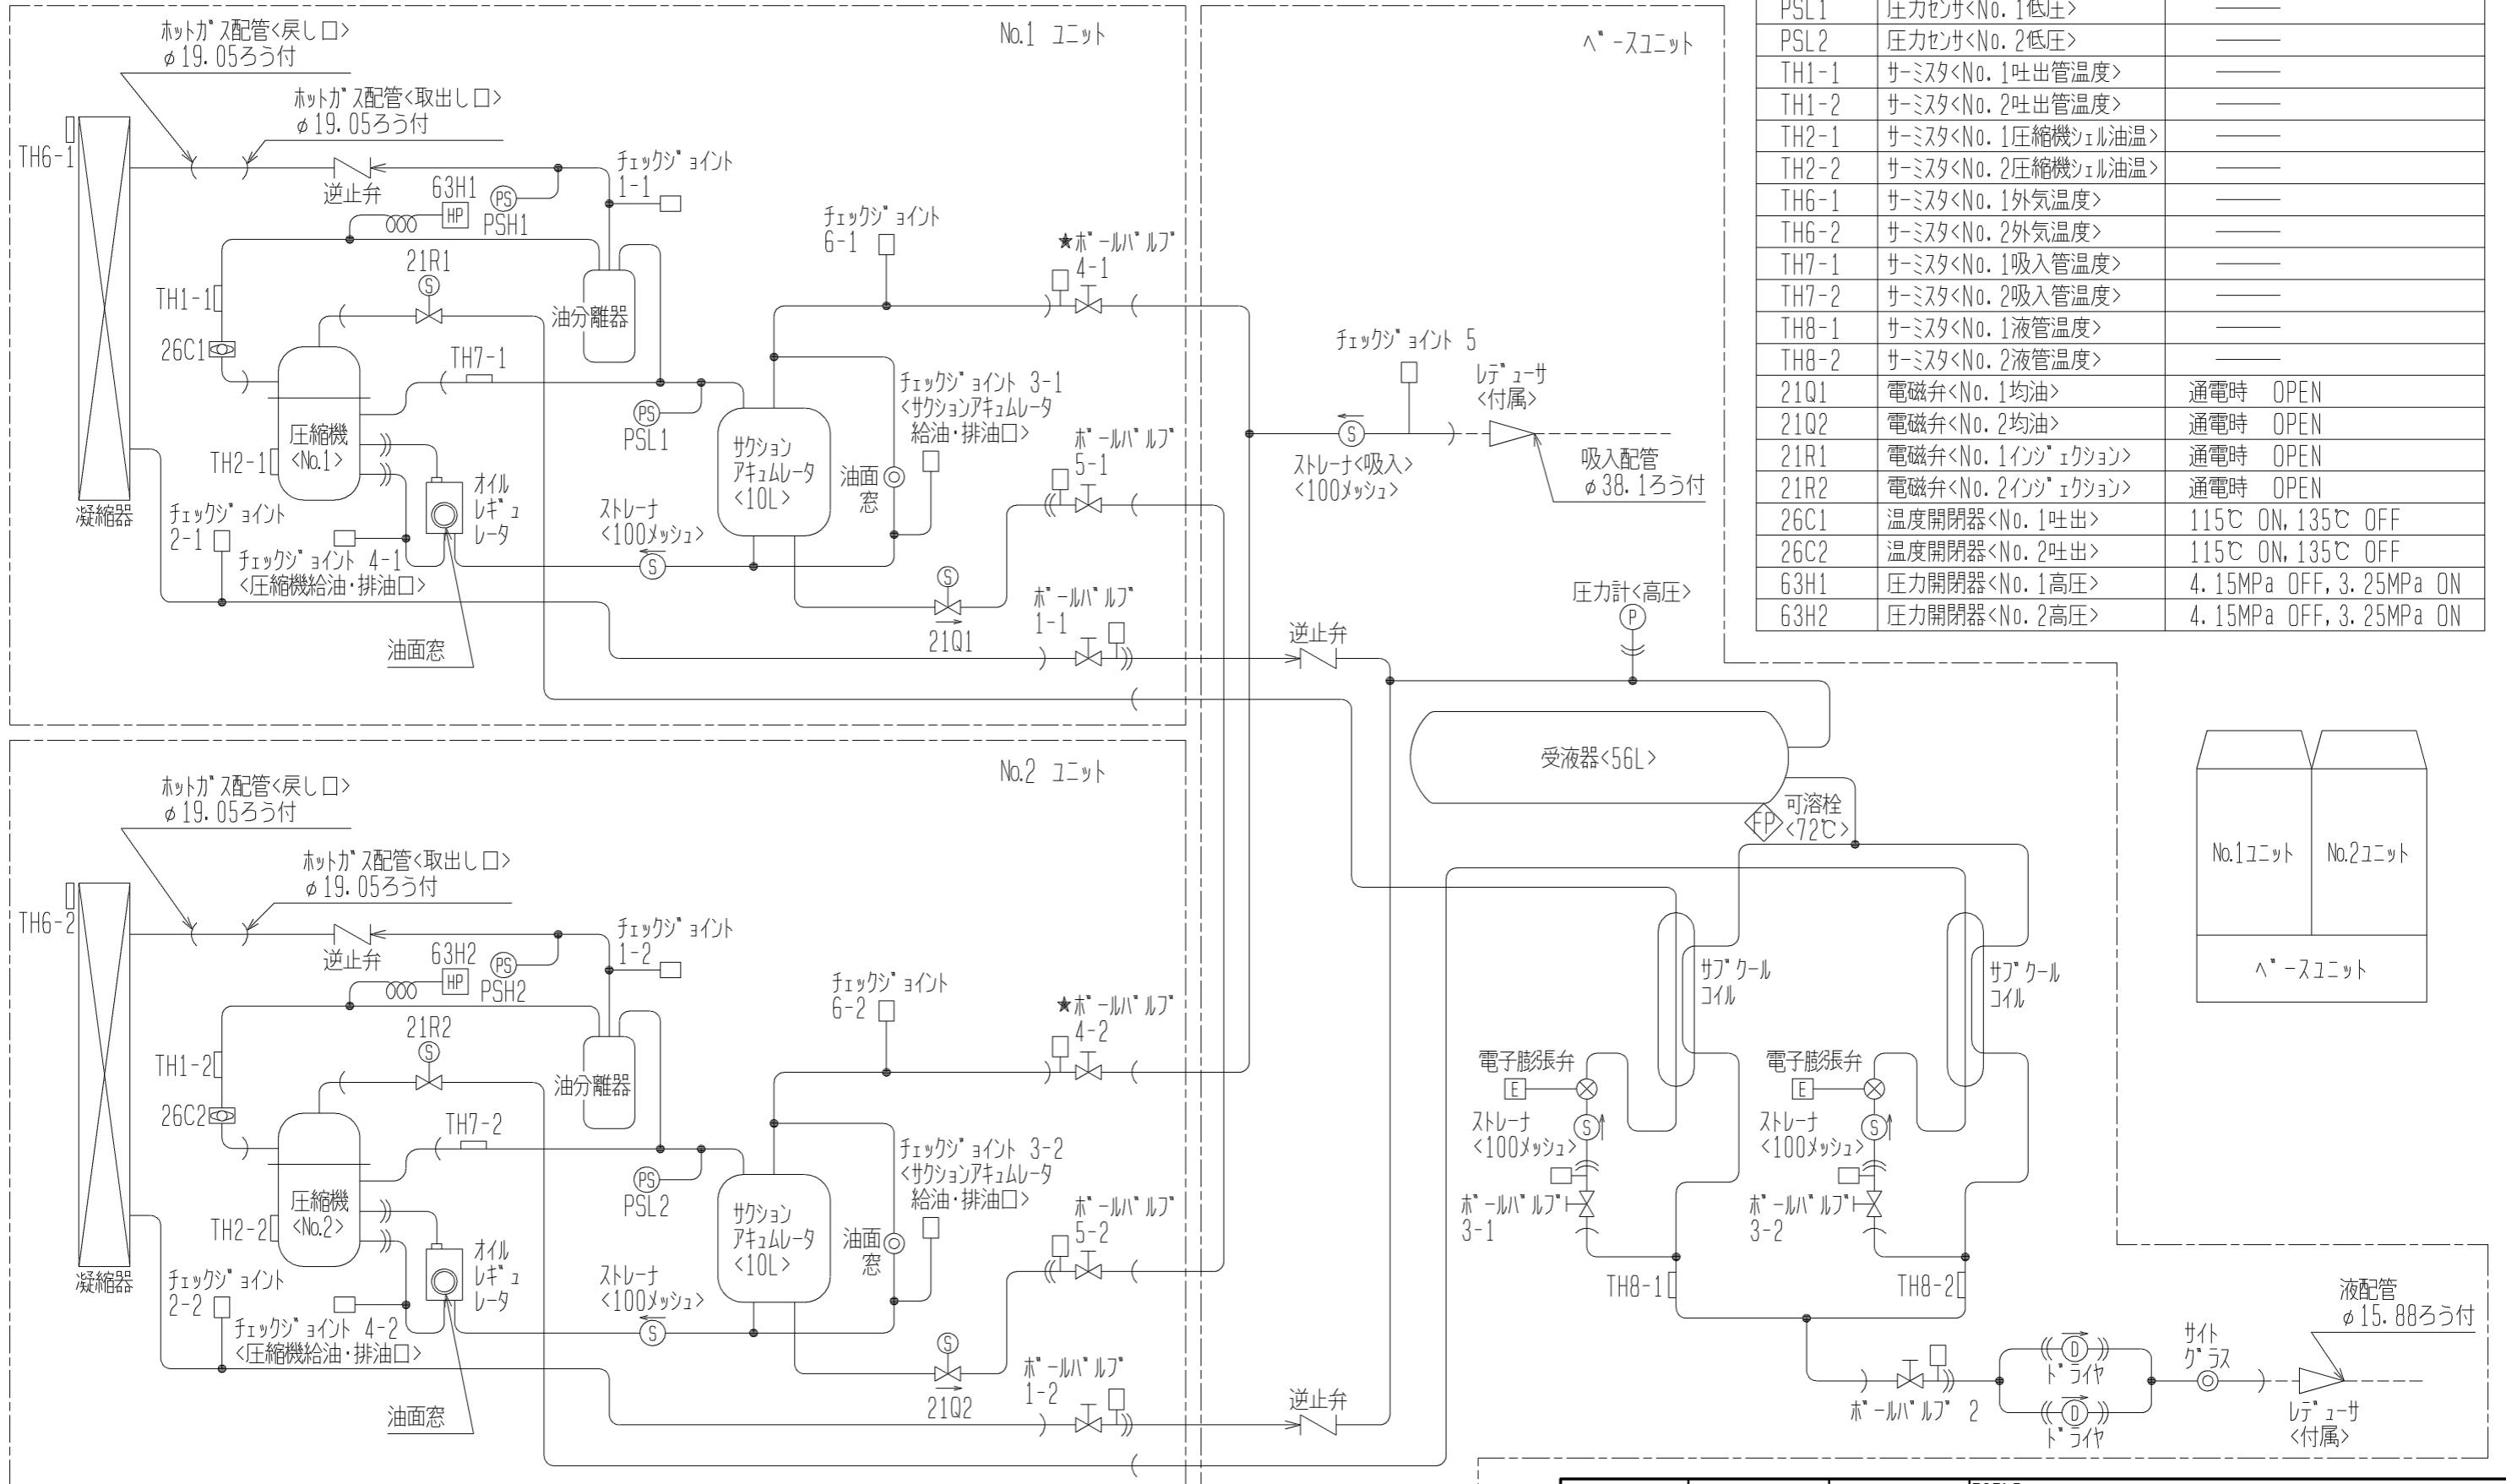 No.1 ユニット
ホットガス配管<戻し口>
φ19.05ろう付
ホットガス配管<取出し口>
φ19.05ろう付
TH6-1
逆止弁
63H1
HP
PS
PSH1
チェックジョイント
1-1
21R1
S
TH1-1
油分離器
26C1
TH7-1
圧縮機
<No.1>
TH2-1
PS
PSL1
サクション
アキュムレータ
<10L>
チェックジョイント
6-1
★ボールバルブ
4-1
チェックジョイント 3-1
<サクションアキュムレータ
給油・排油口>
油面
窓
ボールバルブ
5-1
オイル
レギュ
レータ
ストレーナ
<100メッシュ>
S
凝縮器
チェックジョイント
2-1
チェックジョイント 4-1
<圧縮機給油・排油口>
油面窓
S
21Q1
ボールバルブ
1-1
No.2 ユニット
ホットガス配管<戻し口>
φ19.05ろう付
ホットガス配管<取出し口>
φ19.05ろう付
TH6-2
逆止弁
63H2
HP
PS
PSH2
チェックジョイント
1-2
21R2
S
TH1-2
油分離器
26C2
TH7-2
圧縮機
<No.2>
TH2-2
PS
PSL2
サクション
アキュムレータ
<10L>
チェックジョイント
6-2
★ボールバルブ
4-2
チェックジョイント 3-2
<サクションアキュムレータ
給油・排油口>
油面
窓
ボールバルブ
5-2
オイル
レギュ
レータ
ストレーナ
<100メッシュ>
S
凝縮器
チェックジョイント
2-2
チェックジョイント 4-2
<圧縮機給油・排油口>
油面窓
S
21Q2
ボールバルブ
1-2
ベースユニット
チェックジョイント 5
レデューサ
<付属>
S
ストレーナ<吸入>
<100メッシュ>
吸入配管
φ38.1ろう付
圧力計<高圧>
P
逆止弁
受液器<56L>
FP
可溶栓
<72℃>
サブクール
コイル
サブクール
コイル
電子膨張弁
E
電子膨張弁
E
ストレーナ
<100メッシュ>
S
ストレーナ
<100メッシュ>
S
ボールバルブ
3-1
ボールバルブ
3-2
TH8-1
TH8-2
逆止弁
ボールバルブ 2
D
ドライヤ
D
ドライヤ
サイト
グラス
液配管
φ15.88ろう付
レデューサ
<付属>
PSL1 圧力センサ<No.1低圧> ――
PSL2 圧力センサ<No.2低圧> ――
TH1-1 サーミスタ<No.1吐出管温度> ――
TH1-2 サーミスタ<No.2吐出管温度> ――
TH2-1 サーミスタ<No.1圧縮機シェル油温> ――
TH2-2 サーミスタ<No.2圧縮機シェル油温> ――
TH6-1 サーミスタ<No.1外気温度> ――
TH6-2 サーミスタ<No.2外気温度> ――
TH7-1 サーミスタ<No.1吸入管温度> ――
TH7-2 サーミスタ<No.2吸入管温度> ――
TH8-1 サーミスタ<No.1液管温度> ――
TH8-2 サーミスタ<No.2液管温度> ――
21Q1 電磁弁<No.1均油> 通電時 OPEN
21Q2 電磁弁<No.2均油> 通電時 OPEN
21R1 電磁弁<No.1インジェクション> 通電時 OPEN
21R2 電磁弁<No.2インジェクション> 通電時 OPEN
26C1 温度開閉器<No.1吐出> 115℃ ON,135℃ OFF
26C2 温度開閉器<No.2吐出> 115℃ ON,135℃ OFF
63H1 圧力開閉器<No.1高圧> 4.15MPa OFF,3.25MPa ON
63H2 圧力開閉器<No.2高圧> 4.15MPa OFF,3.25MPa ON
No.1ユニット
No.2ユニット
ベースユニット